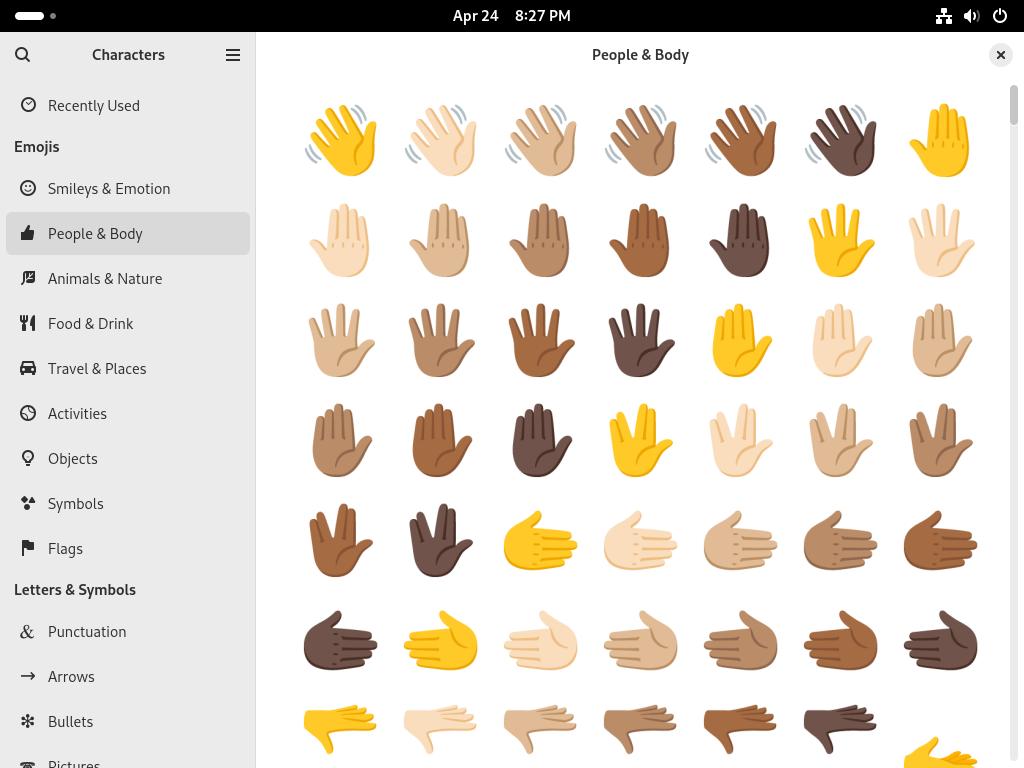 Apr 24 8:27 PM
Characters
People & Body
Recently Used
Emojis
Smileys & Emotion
People & Body
Animals & Nature
Food & Drink
Travel & Places
Activities
Objects
Symbols
Flags
Letters & Symbols
Punctuation
Arrows
Bullets
Pictures